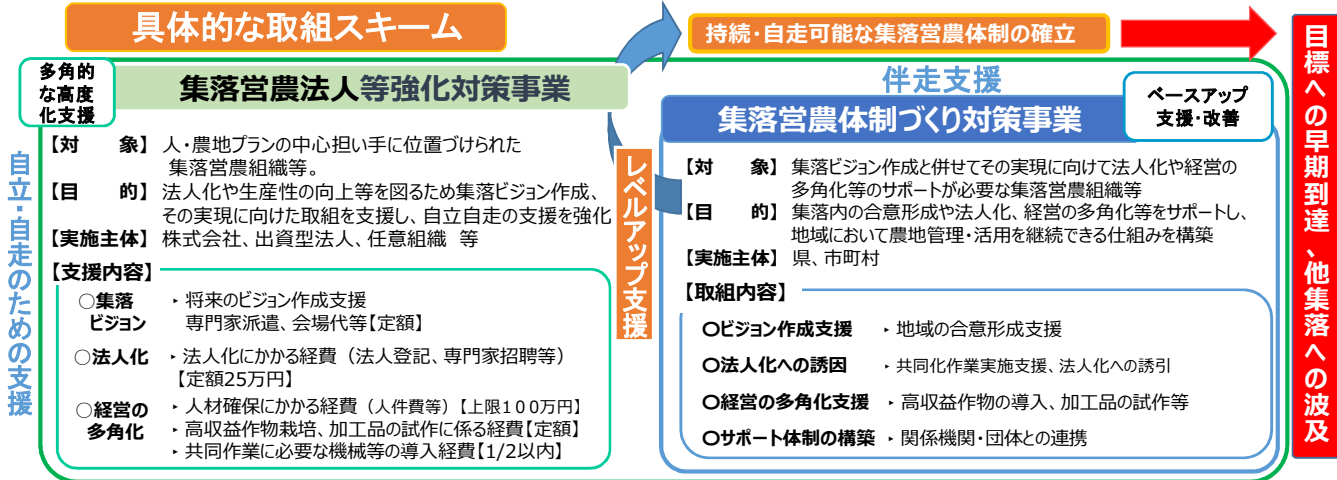 具体的な取組スキーム
持続・自走可能な集落営農体制の確立
目標への早期到達、他集落への波及
自立・自走のための支援
多角的
な高度
化支援
集落営農法人等強化対策事業
【対　象】 人・農地プランの中心担い手に位置づけられた
集落営農組織等。
【目　的】 法人化や生産性の向上等を図るため集落ビジョン作成、
その実現に向けた取組を支援し、自立自走の支援を強化
【実施主体】 株式会社、出資型法人、任意組織 等
【支援内容】
○集落
ビジョン
‣ 将来のビジョン作成支援
専門家派遣、会場代等【定額】
○法人化
‣ 法人化にかかる経費（法人登記、専門家招聘等）
【定額25万円】
○経営の
多角化
‣ 人材確保にかかる経費（人件費等）【上限１００万円】
‣ 高収益作物栽培、加工品の試作に係る経費【定額】
‣ 共同作業に必要な機械等の導入経費【1/2以内】
レベルアップ支援
伴走支援
集落営農体制づくり対策事業
ベースアップ
支援・改善
【対　象】 集落ビジョン作成と併せてその実現に向けて法人化や経営の
多角化等のサポートが必要な集落営農組織等
【目　的】 集落内の合意形成や法人化、経営の多角化等をサポートし、
地域において農地管理・活用を継続できる仕組みを構築
【実施主体】 県、市町村
【取組内容】
○ビジョン作成支援 ‣ 地域の合意形成支援
○法人化への誘因 ‣ 共同化作業実施支援、法人化への誘引
○経営の多角化支援 ‣ 高収益作物の導入、加工品の試作等
○サポート体制の構築 ‣ 関係機関・団体との連携